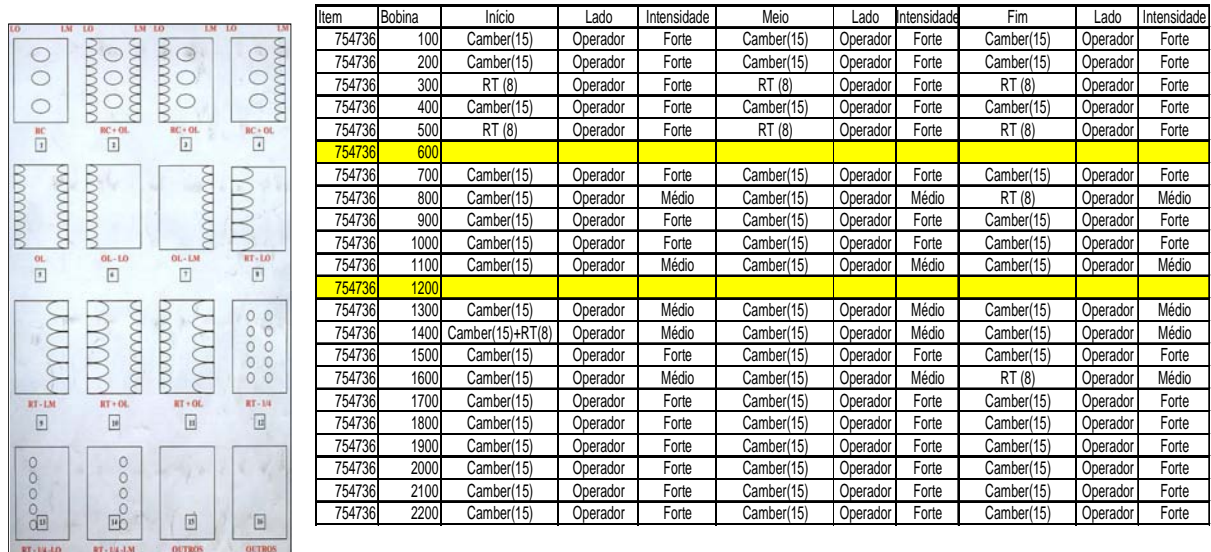 LO LM LO LM LO LM LO LM
RC RC + OL RC + OL RC + OL
1 2 3 4
OL OL - LO OL - LM RT - LO
5 6 7 8
RT - LM RT + OL RT + OL RT - 1/4
9 10 11 12
13 14 15 16
RT - 1/4 -LO RT - 1/4 -LM OUTROS OUTROS
Item Bobina Início Lado Intensidade Meio Lado Intensidade Fim Lado Intensidade
754736 100 Camber(15) Operador Forte Camber(15) Operador Forte Camber(15) Operador Forte
754736 200 Camber(15) Operador Forte Camber(15) Operador Forte Camber(15) Operador Forte
754736 300 RT (8) Operador Forte RT (8) Operador Forte RT (8) Operador Forte
754736 400 Camber(15) Operador Forte Camber(15) Operador Forte Camber(15) Operador Forte
754736 500 RT (8) Operador Forte RT (8) Operador Forte RT (8) Operador Forte
754736 600
754736 700 Camber(15) Operador Forte Camber(15) Operador Forte Camber(15) Operador Forte
754736 800 Camber(15) Operador Médio Camber(15) Operador Médio RT (8) Operador Médio
754736 900 Camber(15) Operador Forte Camber(15) Operador Forte Camber(15) Operador Forte
754736 1000 Camber(15) Operador Forte Camber(15) Operador Forte Camber(15) Operador Forte
754736 1100 Camber(15) Operador Médio Camber(15) Operador Médio Camber(15) Operador Médio
754736 1200
754736 1300 Camber(15) Operador Médio Camber(15) Operador Médio Camber(15) Operador Médio
754736 1400 Camber(15)+RT(8) Operador Médio Camber(15) Operador Médio Camber(15) Operador Médio
754736 1500 Camber(15) Operador Forte Camber(15) Operador Forte Camber(15) Operador Forte
754736 1600 Camber(15) Operador Médio Camber(15) Operador Médio RT (8) Operador Médio
754736 1700 Camber(15) Operador Forte Camber(15) Operador Forte Camber(15) Operador Forte
754736 1800 Camber(15) Operador Forte Camber(15) Operador Forte Camber(15) Operador Forte
754736 1900 Camber(15) Operador Forte Camber(15) Operador Forte Camber(15) Operador Forte
754736 2000 Camber(15) Operador Forte Camber(15) Operador Forte Camber(15) Operador Forte
754736 2100 Camber(15) Operador Forte Camber(15) Operador Forte Camber(15) Operador Forte
754736 2200 Camber(15) Operador Forte Camber(15) Operador Forte Camber(15) Operador Forte